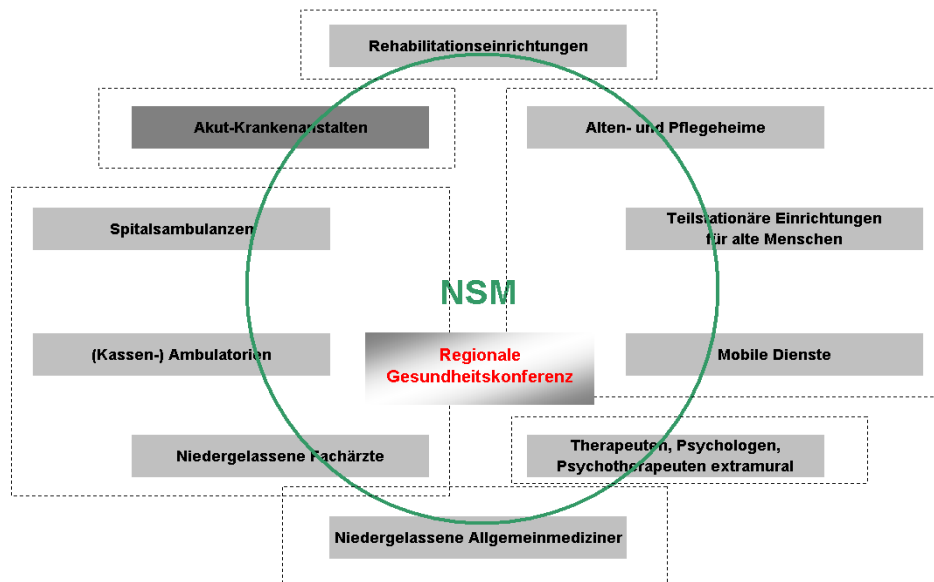 Rehabilitationseinrichtungen
Akut-Krankenanstalten
Alten- und Pflegeheime
Spitalsambulanzen
Teilstationäre Einrichtungen
für alte Menschen
NSM
(Kassen-) Ambulatorien
Regionale
Gesundheitskonferenz
Mobile Dienste
Niedergelassene Fachärzte
Therapeuten, Psychologen,
Psychotherapeuten extramural
Niedergelassene Allgemeinmediziner